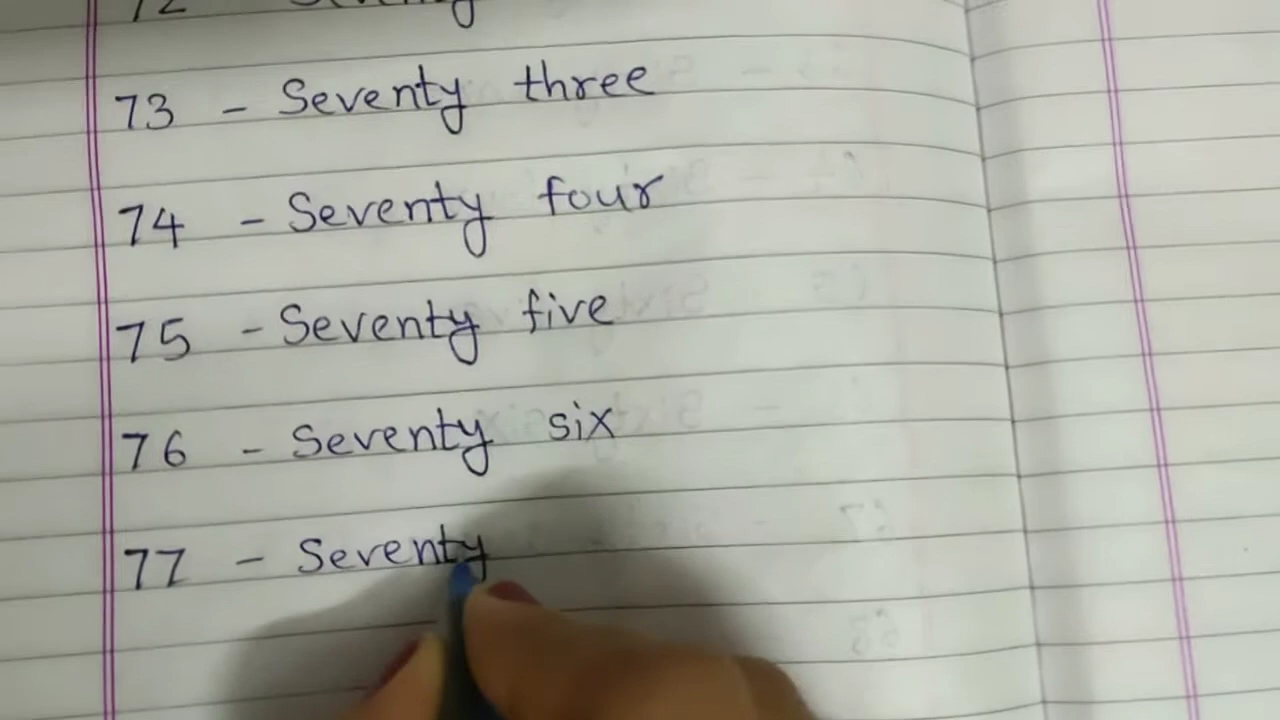 73 - Seventy three
74 - Seventy four
75 - Seventy five
76 - Seventy six
77 - Seventy